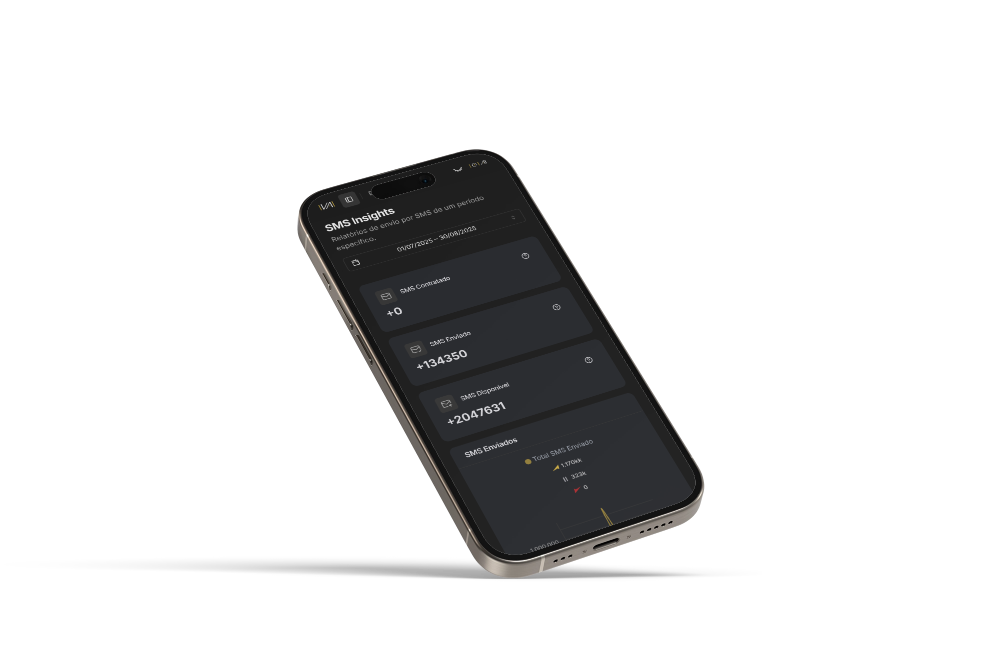 SMS Insights
Relatórios de envio por SMS de um período
específico.
01/07/2025 – 30/08/2025
SMS Contratado
+0
SMS Enviado
+134350
SMS Disponível
+2047631
SMS Enviados
Total SMS Enviado
1.170kk
323k
0
1.000.000